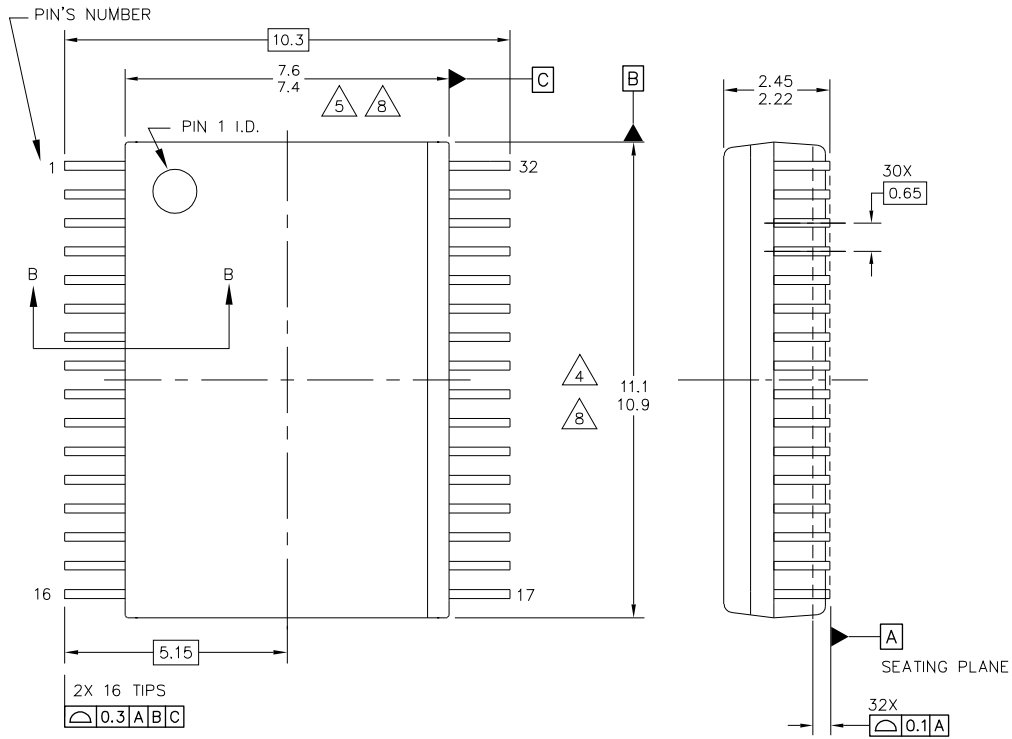 PIN'S NUMBER
10.3
7.6
7.4
5
8
C
B
2.45
2.22
PIN 1 I.D.
1
32
30X
0.65
B
B
4
8
11.1
10.9
16
17
5.15
A
SEATING PLANE
2X 16 TIPS
⌓ 0.3 A B C
32X
⌓ 0.1 A